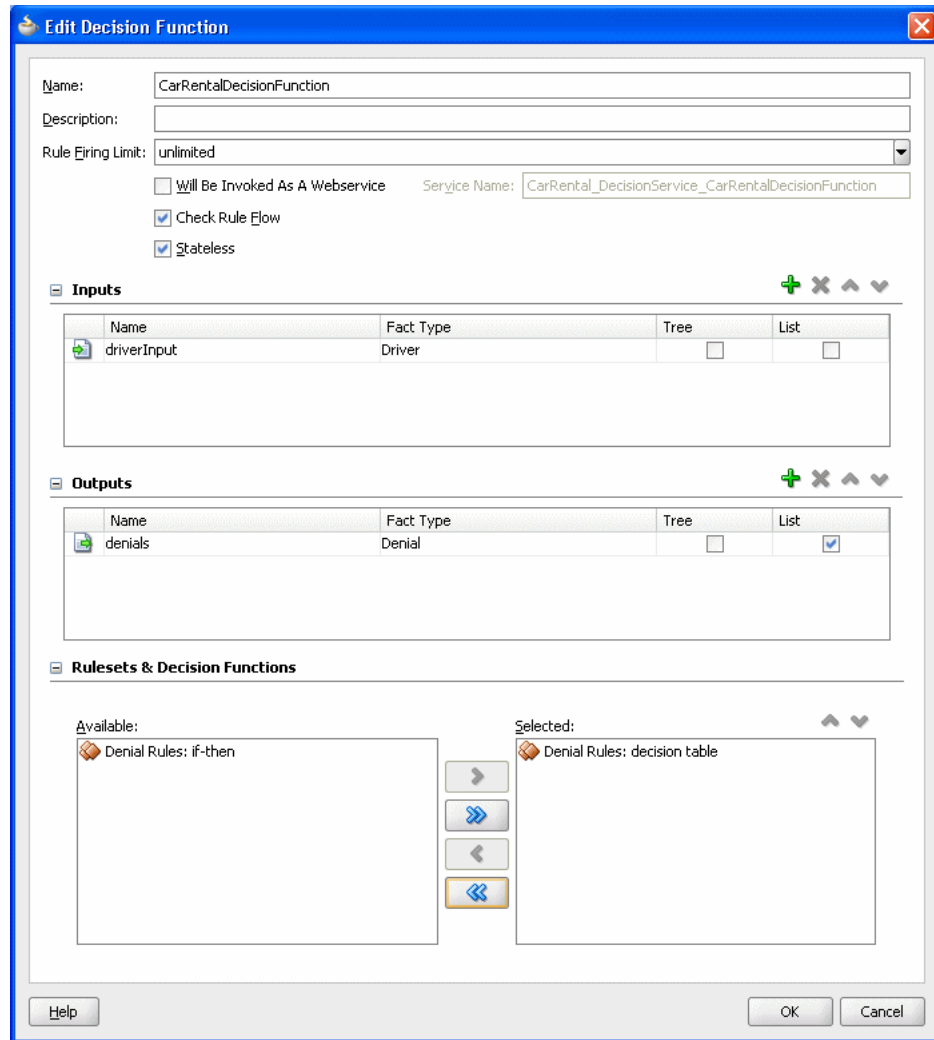 Edit Decision Function
Name: CarRentalDecisionFunction
Description:
Rule Firing Limit: unlimited
Will Be Invoked As A Webservice Service Name: CarRental_DecisionService_CarRentalDecisionFunction
Check Rule Flow
Stateless
Inputs
Name Fact Type Tree List
driverInput Driver
Outputs
Name Fact Type Tree List
denials Denial
Rulesets & Decision Functions
Available: Selected:
Denial Rules: if-then Denial Rules: decision table
Help OK Cancel